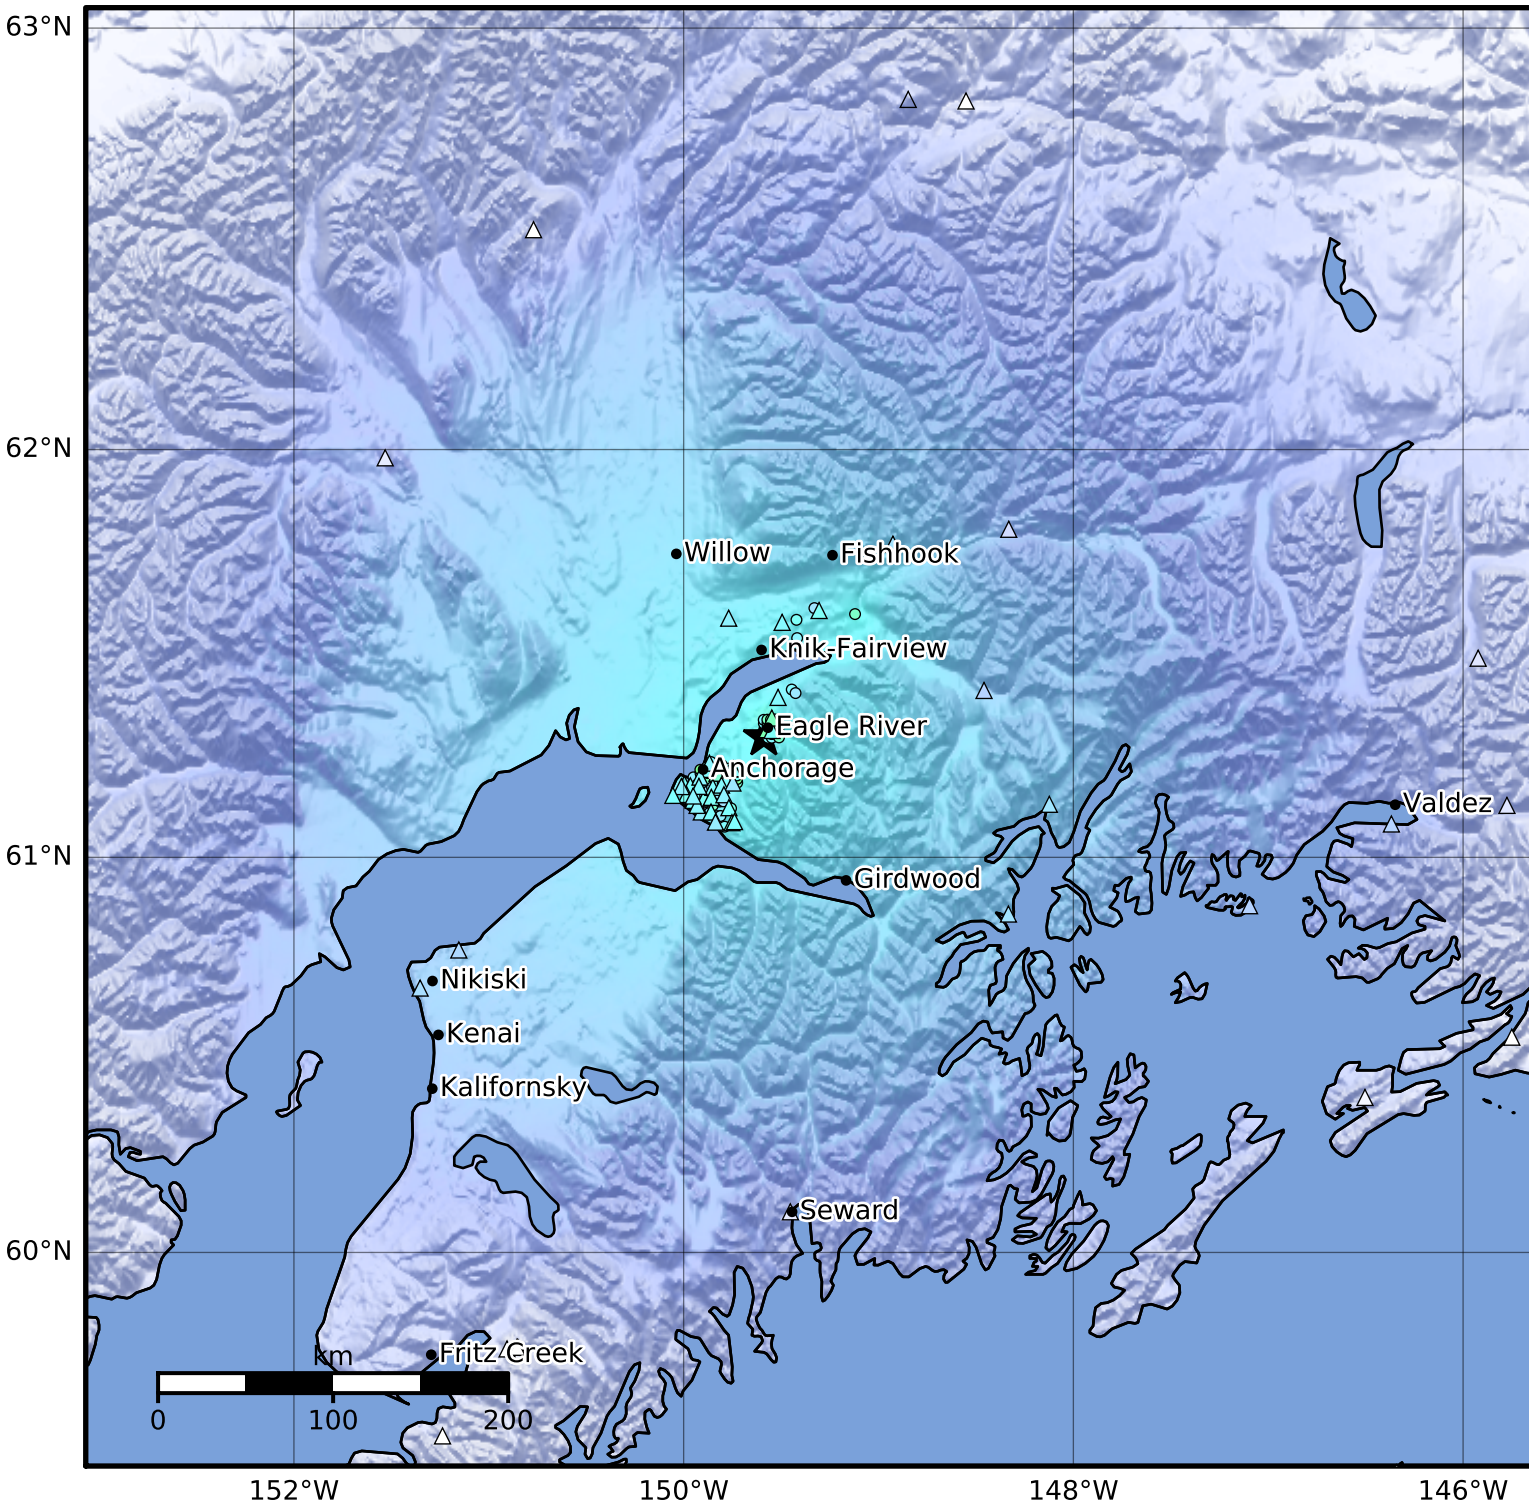 63°N
62°N
Willow
Fishhook
Knik-Fairview
Eagle River
Anchorage
Valdez
61°N
Girdwood
Nikiski
Kenai
Kalifornsky
Seward
60°N
Fritz Creek
km
0 100 200
152°W 150°W 148°W 146°W